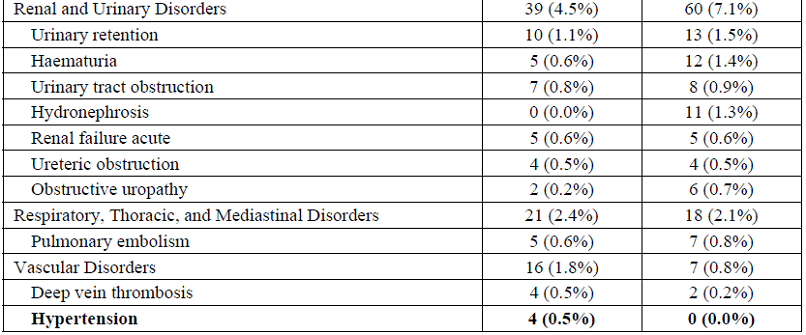 Renal and Urinary Disorders 39 (4.5%) 60 (7.1%)
Urinary retention 10 (1.1%) 13 (1.5%)
Haematuria 5 (0.6%) 12 (1.4%)
Urinary tract obstruction 7 (0.8%) 8 (0.9%)
Hydronephrosis 0 (0.0%) 11 (1.3%)
Renal failure acute 5 (0.6%) 5 (0.6%)
Ureteric obstruction 4 (0.5%) 4 (0.5%)
Obstructive uropathy 2 (0.2%) 6 (0.7%)
Respiratory, Thoracic, and Mediastinal Disorders 21 (2.4%) 18 (2.1%)
Pulmonary embolism 5 (0.6%) 7 (0.8%)
Vascular Disorders 16 (1.8%) 7 (0.8%)
Deep vein thrombosis 4 (0.5%) 2 (0.2%)
Hypertension 4 (0.5%) 0 (0.0%)